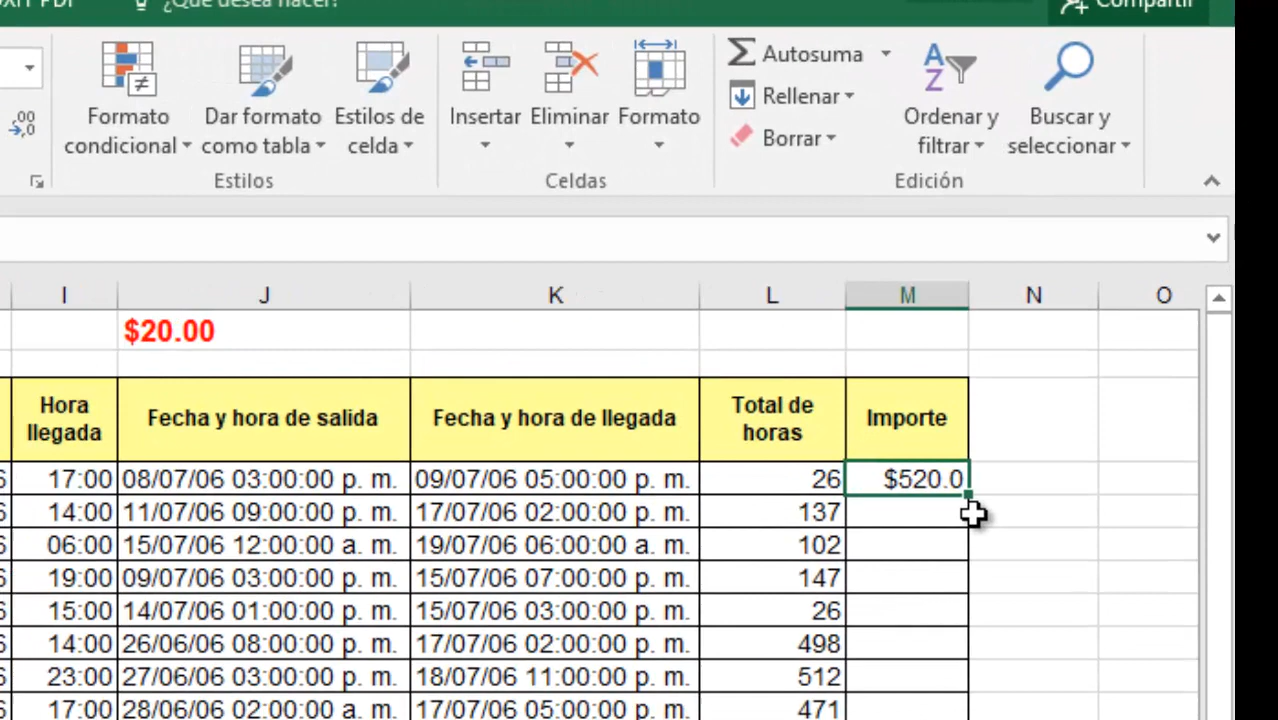 ¿Qué desea hacer?
Compartir
Formato condicional
Dar formato como tabla
Estilos de celda
Insertar
Eliminar
Formato
Autosuma
Rellenar
Borrar
Ordenar y filtrar
Buscar y seleccionar
Estilos
Celdas
Edición
I J K L M N O
$20.00
Hora llegada
Fecha y hora de salida
Fecha y hora de llegada
Total de horas
Importe
6 17:00 08/07/06 03:00:00 p. m. 09/07/06 05:00:00 p. m. 26 $520.0
6 14:00 11/07/06 09:00:00 p. m. 17/07/06 02:00:00 p. m. 137
6 06:00 15/07/06 12:00:00 a. m. 19/07/06 06:00:00 a. m. 102
6 19:00 09/07/06 03:00:00 p. m. 15/07/06 07:00:00 p. m. 147
6 15:00 14/07/06 01:00:00 p. m. 15/07/06 03:00:00 p. m. 26
6 14:00 26/06/06 08:00:00 p. m. 17/07/06 02:00:00 p. m. 498
6 23:00 27/06/06 03:00:00 p. m. 18/07/06 11:00:00 p. m. 512
6 17:00 28/06/06 02:00:00 a. m. 17/07/06 05:00:00 p. m. 471